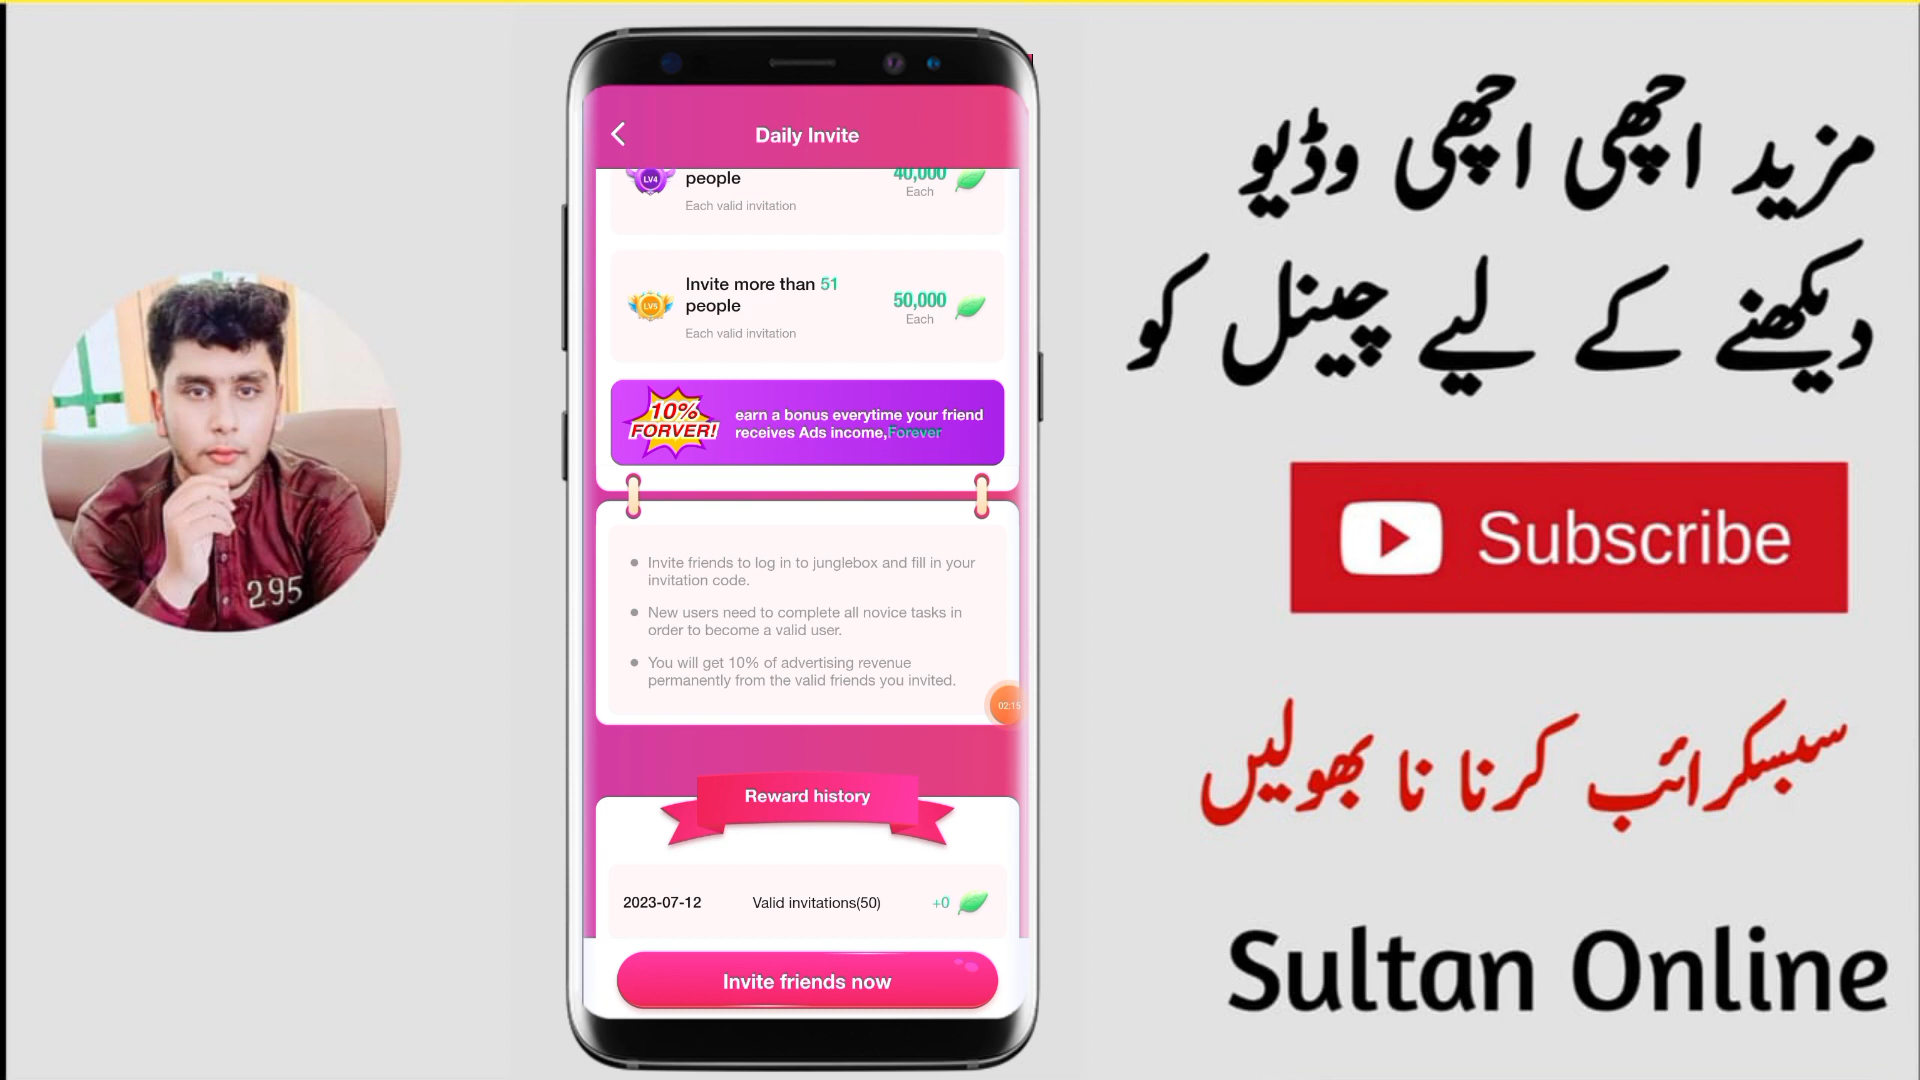 Daily Invite
LV4
people
40,000
Each
Each valid invitation
LV5
Invite more than 51
people
50,000
Each
Each valid invitation
10%
FORVER!
earn a bonus everytime your friend
receives Ads income,Forever
Invite friends to log in to junglebox and fill in your
invitation code.
New users need to complete all novice tasks in
order to become a valid user.
You will get 10% of advertising revenue
permanently from the valid friends you invited.
02:15
Reward history
2023-07-12 Valid invitations(50) +0
Invite friends now
295
مزید اچھی اچھی وڈیو
دیکھنے کے لیے چینل کو
Subscribe
سبسکرائب کرنا نا بھولیں
Sultan Online